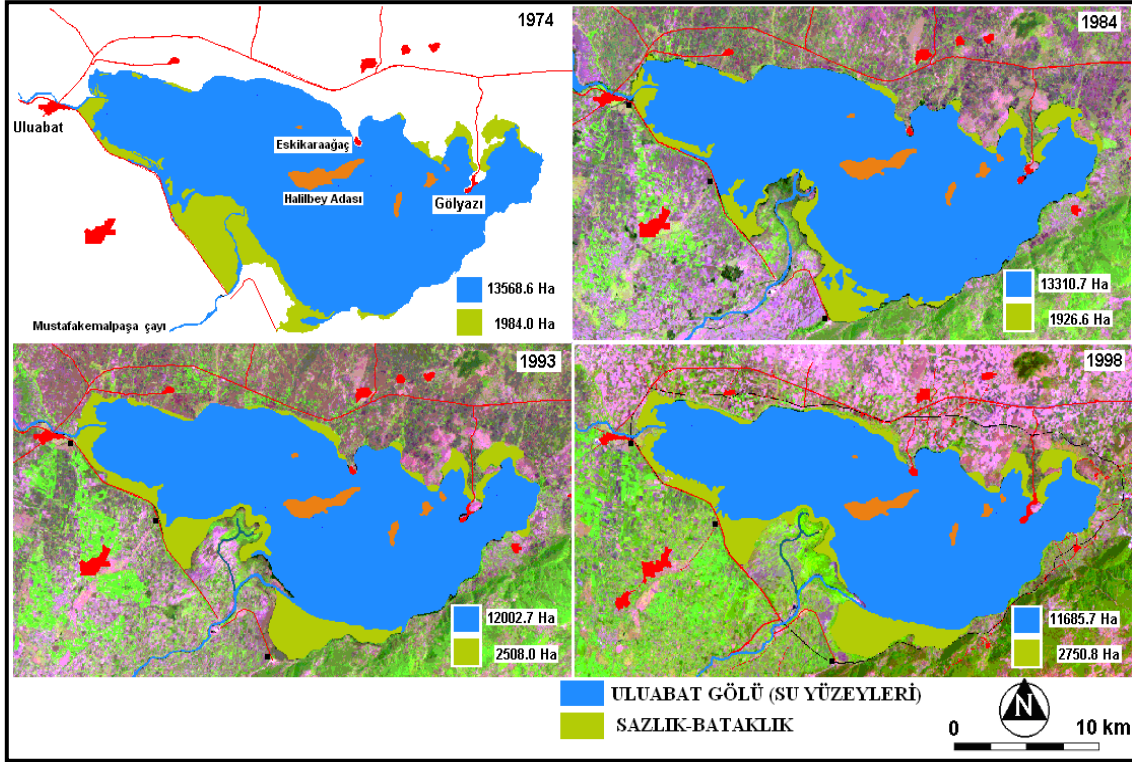 1974
Uluabat
Eskikaraağaç
Halilbey Adası
Gölyazı
13568.6 Ha
1984.0 Ha
Mustafakemalpaşa çayı
1984
13310.7 Ha
1926.6 Ha
1993
12002.7 Ha
2508.0 Ha
1998
11685.7 Ha
2750.8 Ha
ULUABAT GÖLÜ (SU YÜZEYLERİ)
SAZLIK-BATAKLIK
N
0 10 km